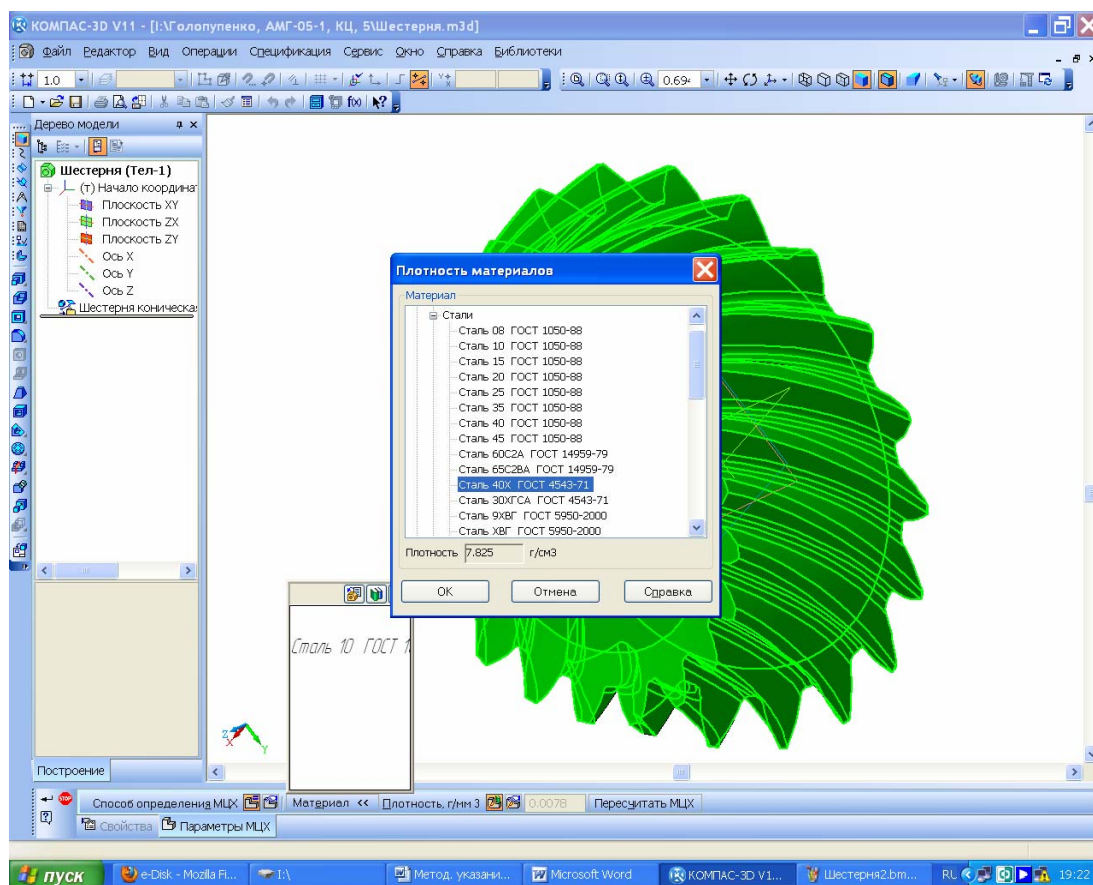 КОМПАС-3D V11 - [I:\Голопупенко, АМГ-05-1, КЦ, 5\Шестерня.m3d]
Файл Редактор Вид Операции Спецификация Сервис Окно Справка Библиотеки
1.0 0.694
f(x)
Дерево модели
Шестерня (Тел-1)
(т) Начало координа
Плоскость XY
Плоскость ZX
Плоскость ZY
Ось X
Ось Y
Ось Z
Шестерня коническа
Плотность материалов
Материал
Стали
Сталь 08 ГОСТ 1050-88
Сталь 10 ГОСТ 1050-88
Сталь 15 ГОСТ 1050-88
Сталь 20 ГОСТ 1050-88
Сталь 25 ГОСТ 1050-88
Сталь 35 ГОСТ 1050-88
Сталь 40 ГОСТ 1050-88
Сталь 45 ГОСТ 1050-88
Сталь 60С2А ГОСТ 14959-79
Сталь 65С2ВА ГОСТ 14959-79
Сталь 40Х ГОСТ 4543-71
Сталь 30ХГСА ГОСТ 4543-71
Сталь 9ХВГ ГОСТ 5950-2000
Сталь ХВГ ГОСТ 5950-2000
Плотность 7.825 г/см3
ОК Отмена Справка
Сталь 10 ГОСТ 1
Z X Y
Построение
STOP Способ определения МЦХ Материал << Плотность, г/мм 3 0.0078 Пересчитать МЦХ
Свойства Параметры МЦХ
пуск e-Disk - Mozilla Fi... I:\ Метод. указани... Microsoft Word КОМПАС-3D V1... Шестерня2.bm... RL 19:22